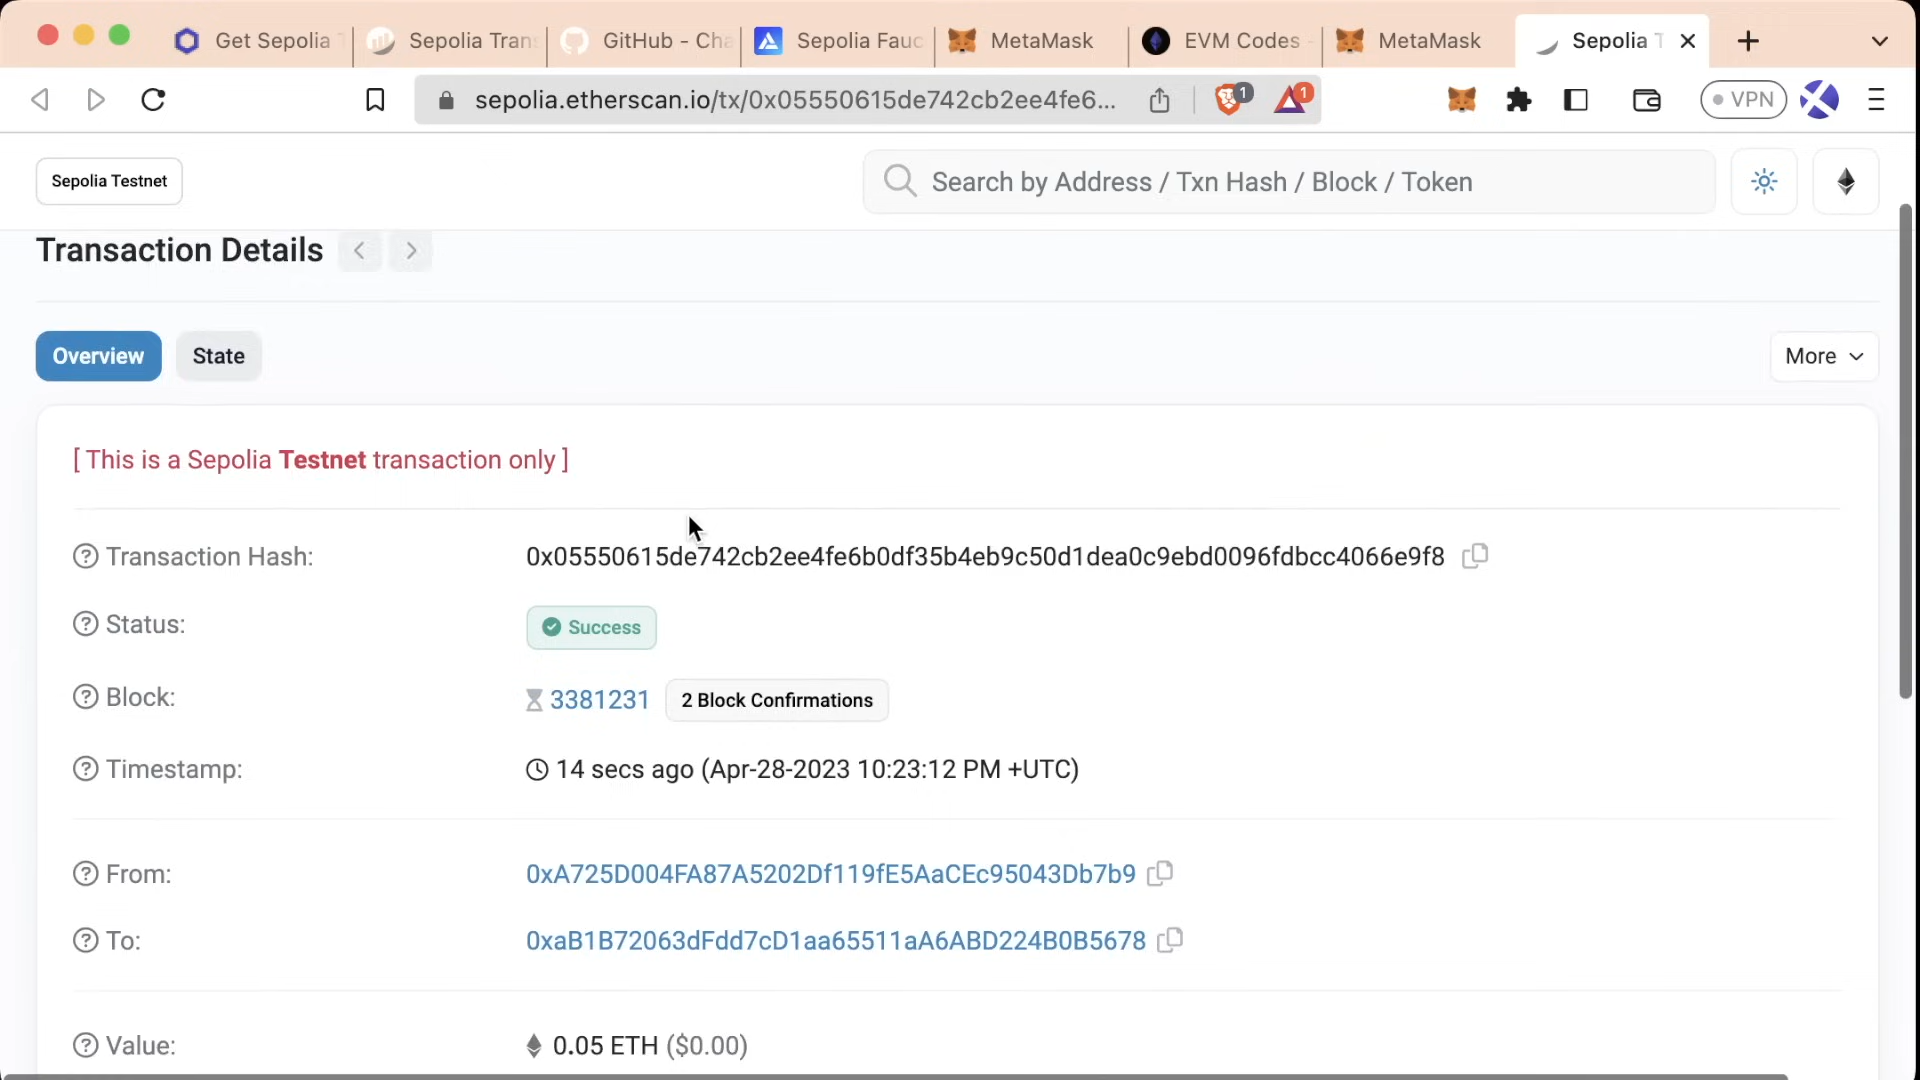 Get Sepolia
Sepolia Tran
GitHub - Cha
Sepolia Fauc
MetaMask
EVM Codes
MetaMask
Sepolia T
sepolia.etherscan.io/tx/0x05550615de742cb2ee4fe6...
1
1
VPN
Sepolia Testnet
Search by Address / Txn Hash / Block / Token
Transaction Details
Overview
State
More
[ This is a Sepolia Testnet transaction only ]
Transaction Hash:
0x05550615de742cb2ee4fe6b0df35b4eb9c50d1dea0c9ebd0096fdbcc4066e9f8
Status:
Success
Block:
3381231
2 Block Confirmations
Timestamp:
14 secs ago (Apr-28-2023 10:23:12 PM +UTC)
From:
0xA725D004FA87A5202Df119fE5AaCEc95043Db7b9
To:
0xaB1B72063dFdd7cD1aa65511aA6ABD224B0B5678
Value:
0.05 ETH ($0.00)